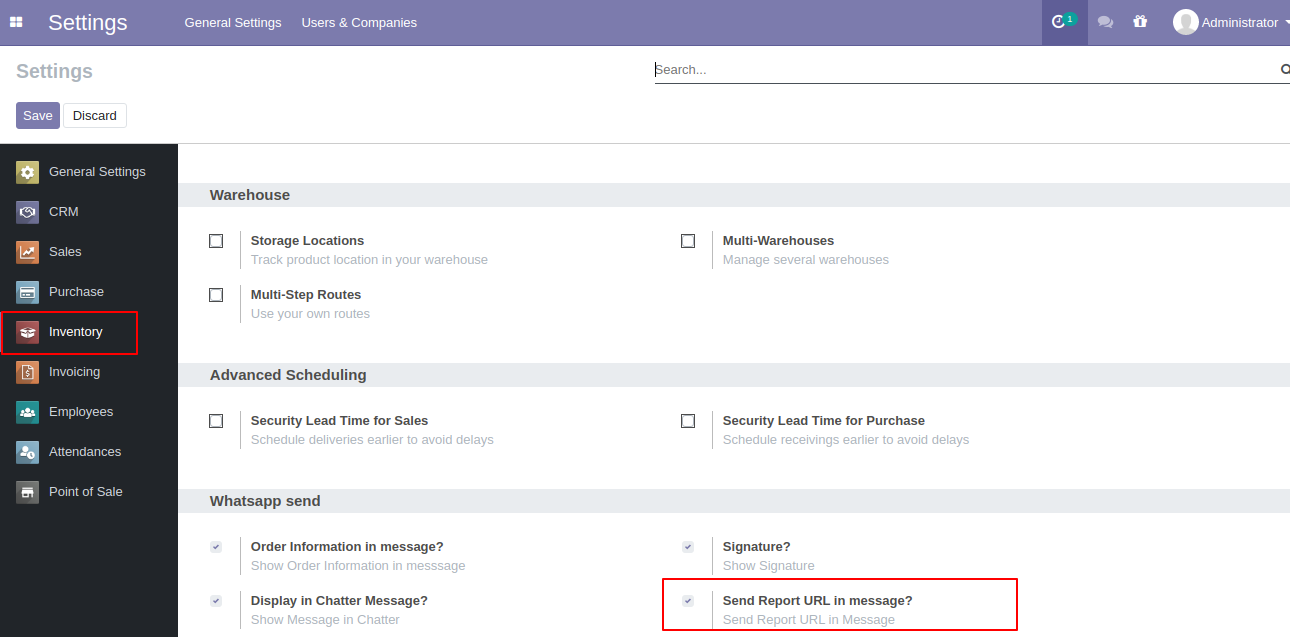 Settings
General Settings
Users & Companies
1
Administrator
Settings
Search...
Save
Discard
General Settings
CRM
Sales
Purchase
Inventory
Invoicing
Employees
Attendances
Point of Sale
Warehouse
Storage Locations
Track product location in your warehouse
Multi-Warehouses
Manage several warehouses
Multi-Step Routes
Use your own routes
Advanced Scheduling
Security Lead Time for Sales
Schedule deliveries earlier to avoid delays
Security Lead Time for Purchase
Schedule receivings earlier to avoid delays
Whatsapp send
Order Information in message?
Show Order Information in messsage
Signature?
Show Signature
Display in Chatter Message?
Show Message in Chatter
Send Report URL in message?
Send Report URL in Message